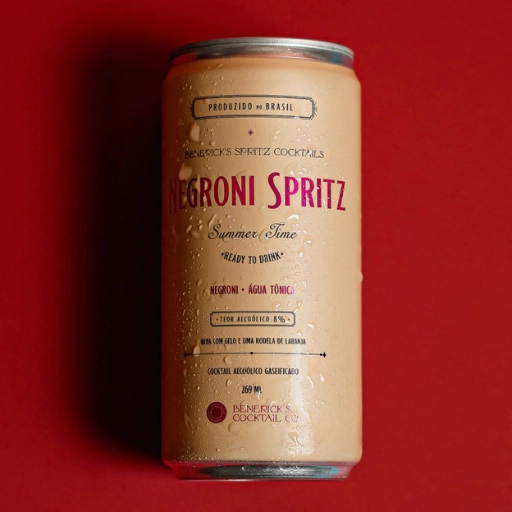 PRODUZIDO NO BRASIL
BENERICK'S SPRITZ COCKTAILS
NEGRONI SPRITZ
Summer Time
•READY TO DRINK•
NEGRONI • ÁGUA TÔNICA
•TEOR ALCOÓLICO 8%•
BEBA COM GELO E UMA RODELA DE LARANJA
COCKTAIL ALCOÓLICO GASEIFICADO
269 ML
BENERICK'S
COCKTAIL CO